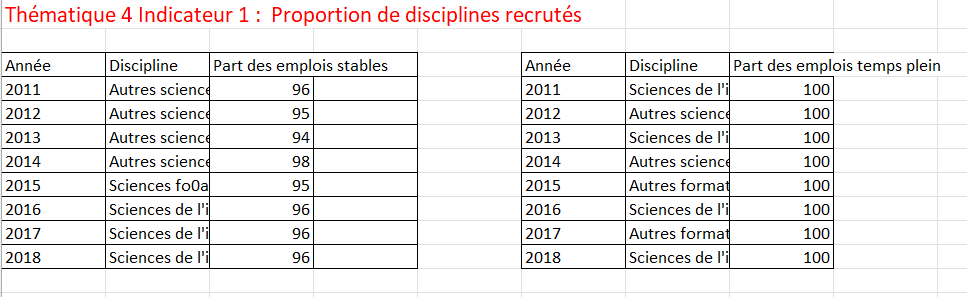 Thématique 4 Indicateur 1 : Proportion de disciplines recrutés
Année Discipline Part des emplois stables
2011 Autres science 96
2012 Autres science 95
2013 Autres science 94
2014 Autres science 98
2015 Sciences fo0a 95
2016 Sciences de l'i 96
2017 Sciences de l'i 96
2018 Sciences de l'i 96
Année Discipline Part des emplois temps plein
2011 Sciences de l'i 100
2012 Autres science 100
2013 Sciences de l'i 100
2014 Autres science 100
2015 Autres format 100
2016 Sciences de l'i 100
2017 Autres format 100
2018 Sciences de l'i 100